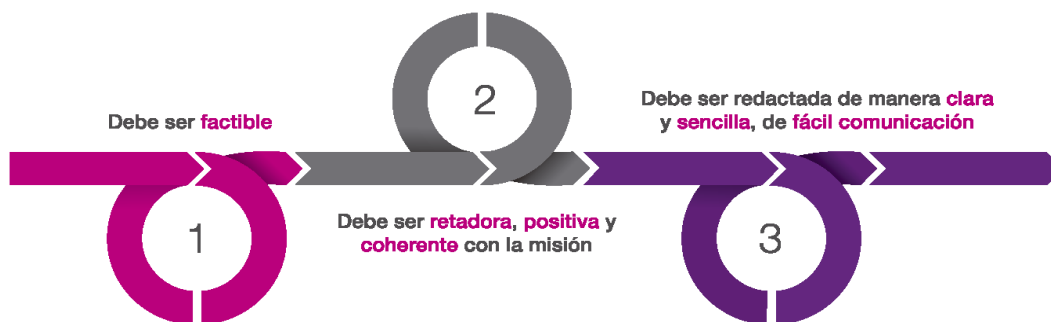 Debe ser factible
1
2
Debe ser retadora, positiva y
coherente con la misión
Debe ser redactada de manera clara
y sencilla, de fácil comunicación
3